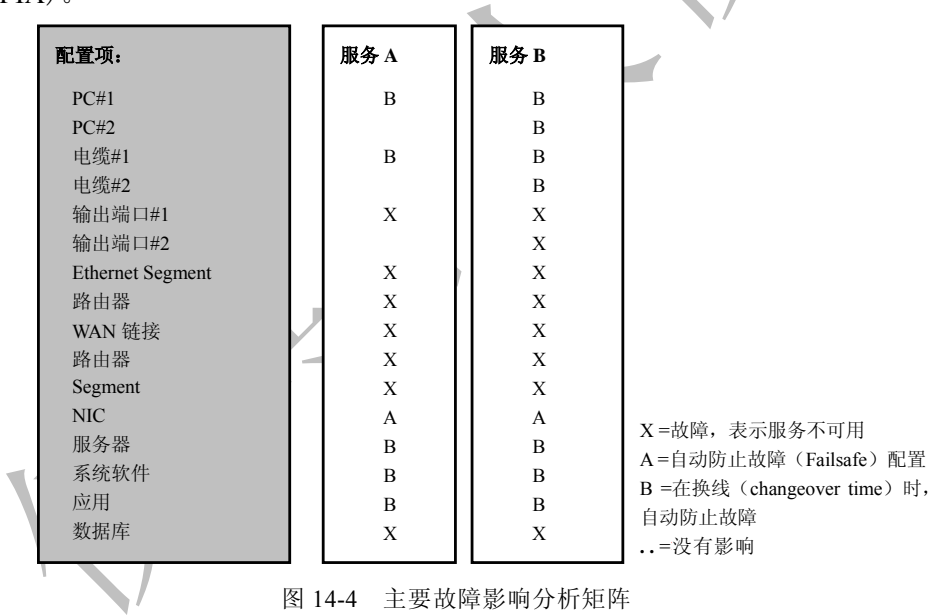 FIA)。
配置项： 服务 A 服务 B
PC#1 B B
PC#2 B
电缆#1 B B
电缆#2 B
输出端口#1 X X
输出端口#2 X
Ethernet Segment X X
路由器 X X
WAN 链接 X X
路由器 X X
Segment X X
NIC A A
服务器 B B
系统软件 B B
应用 B B
数据库 X X
X =故障，表示服务不可用
A =自动防止故障（Failsafe）配置
B =在换线（changeover time）时，
自动防止故障
. . =没有影响
图 14-4 主要故障影响分析矩阵